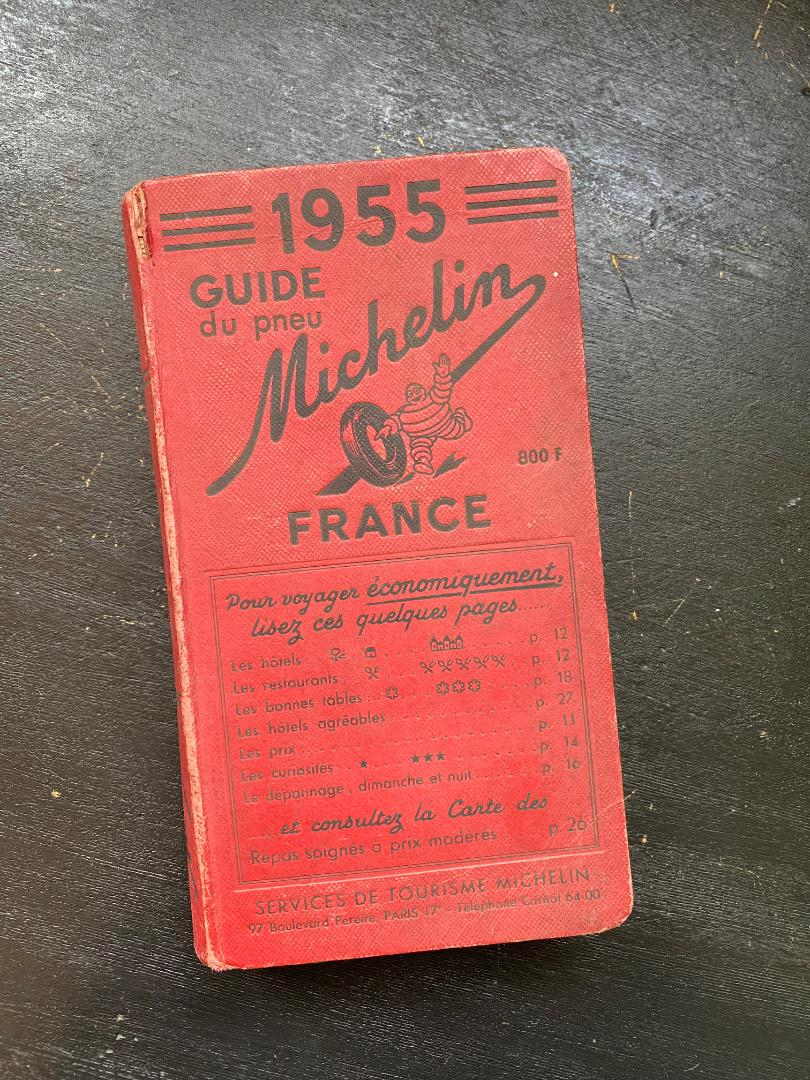 1955
GUIDE
du pneu
Michelin
800 F
FRANCE
Pour voyager économiquement,
lisez ces quelques pages......
Les hôtels : . . . . . . . . . . p. 12
Les restaurants : . . . . . p. 12
Les bonnes tables : . . . . . . . . p. 18
Les hôtels agréables . . . . . . . . . . . . p. 27
Les prix : . . . . . . . . . . . . . . . . p. 11
Les curiosités : ★ . . . . ★★★ . . . . . . . . p. 14
Le dépannage, dimanche et nuit : . . . . . . p. 16
......et consultez la Carte des
Repas soignés à prix modérés . . . . p. 26
SERVICES DE TOURISME MICHELIN
97 Boulevard Pereire, PARIS 17e - Téléphone Carnot 64-00